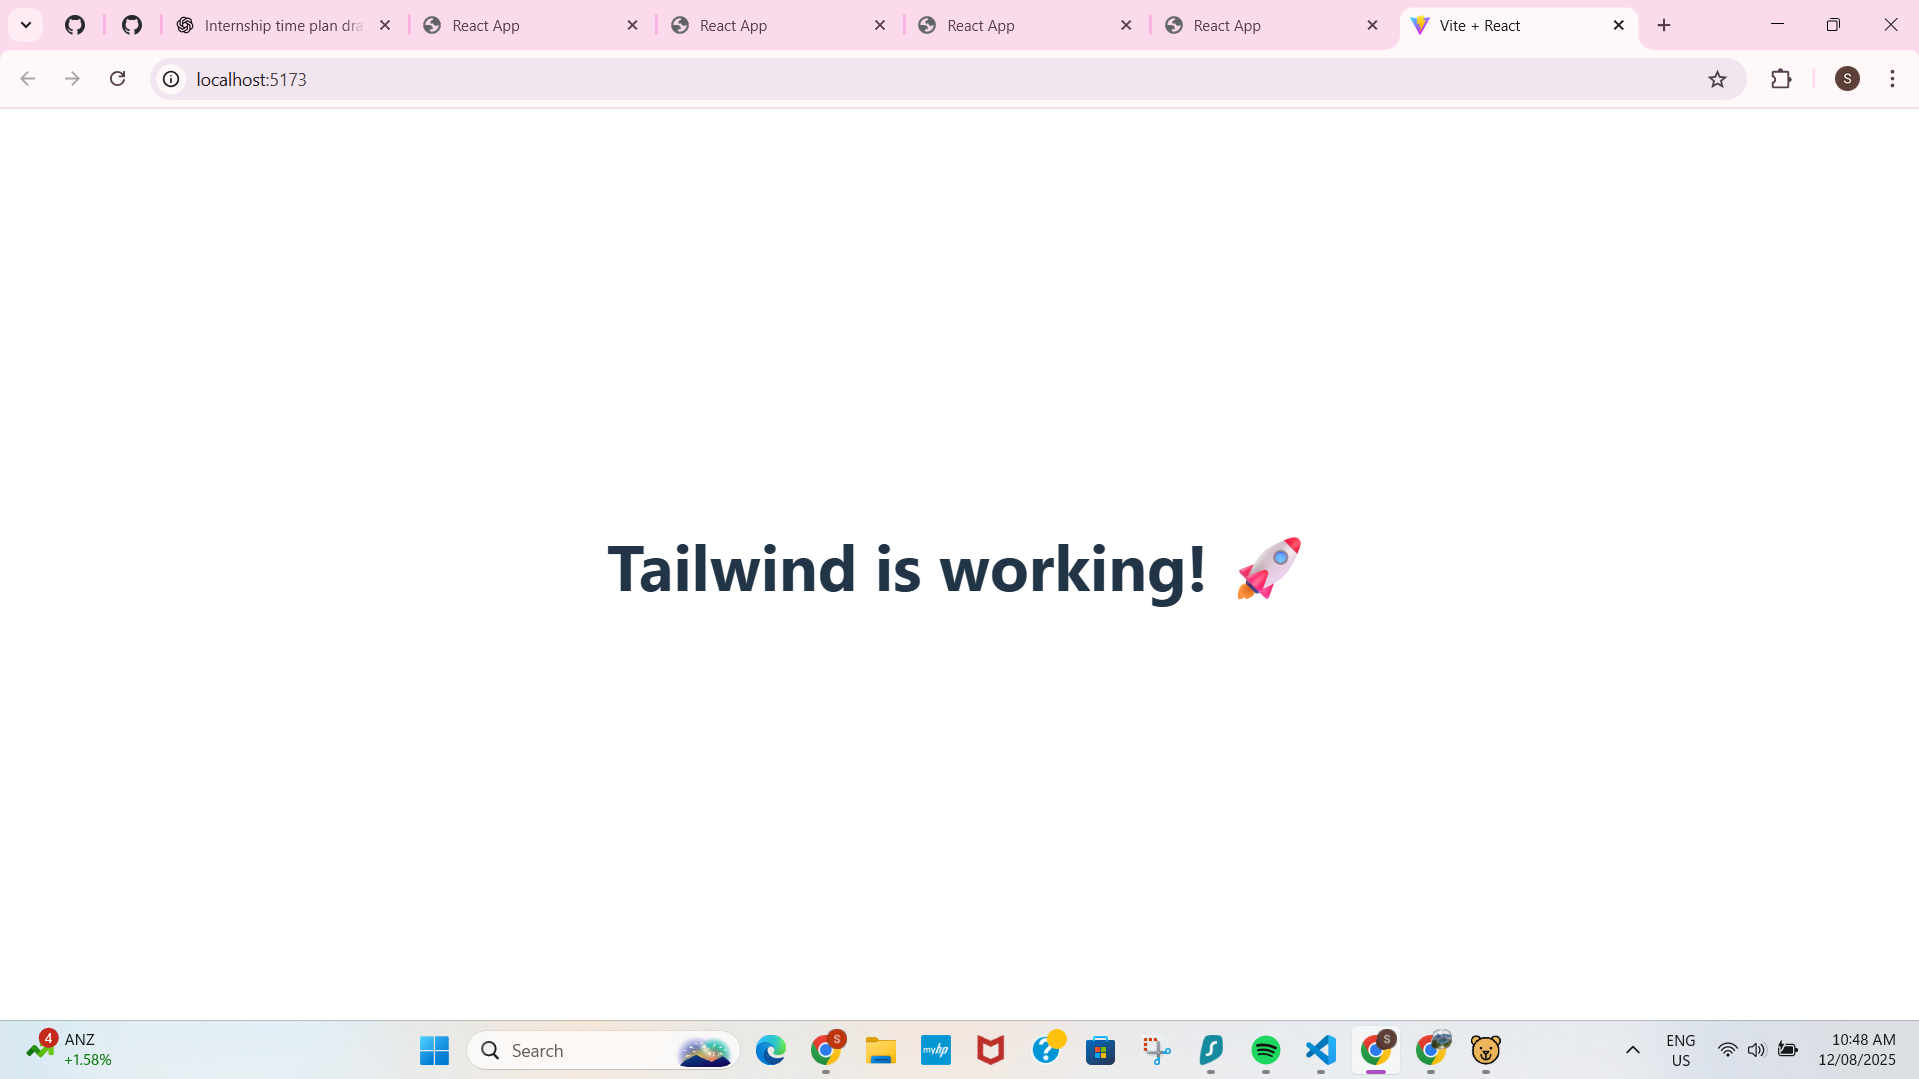 Internship time plan dra
React App
React App
React App
React App
Vite + React
localhost:5173
S
Tailwind is working! 🚀
4
ANZ
+1.58%
Search
S
myhp
S
ENG
US
10:48 AM
12/08/2025